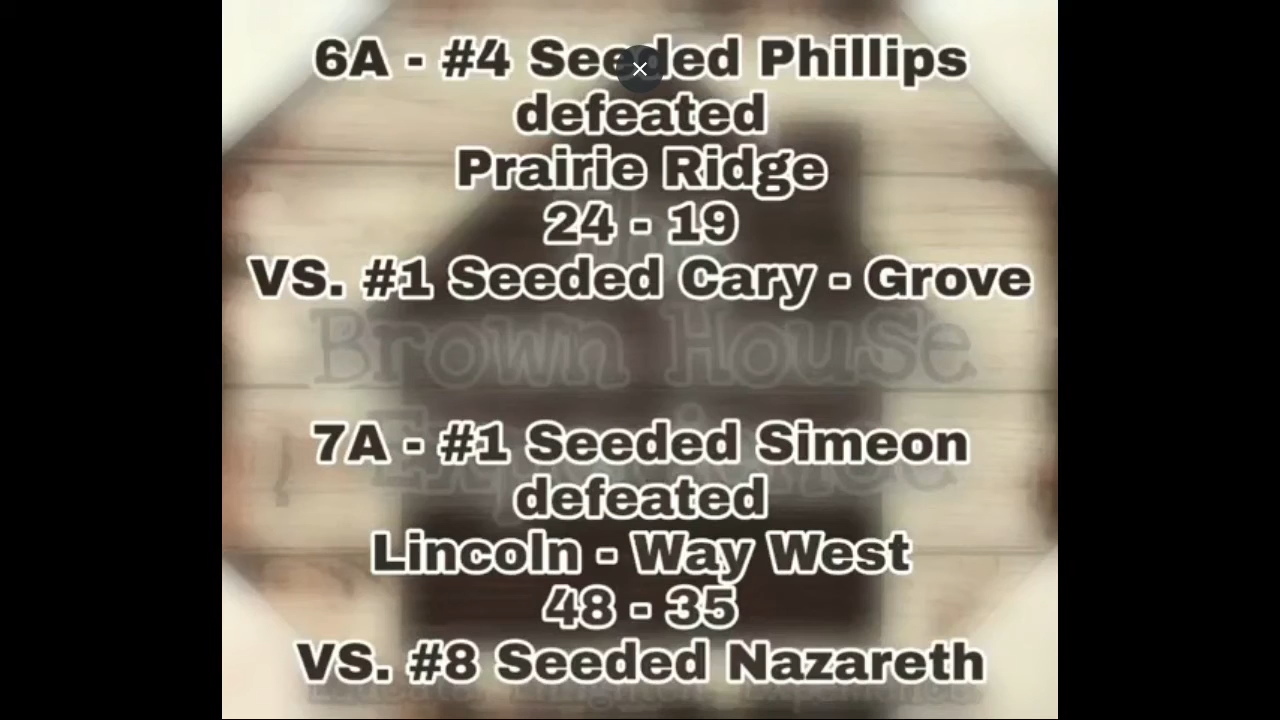 6A - #4 Seeded Phillips
defeated
Prairie Ridge
24 - 19
VS. #1 Seeded Cary - Grove
Brown House
7A - #1 Seeded Simeon
defeated
Lincoln - Way West
48 - 35
VS. #8 Seeded Nazareth